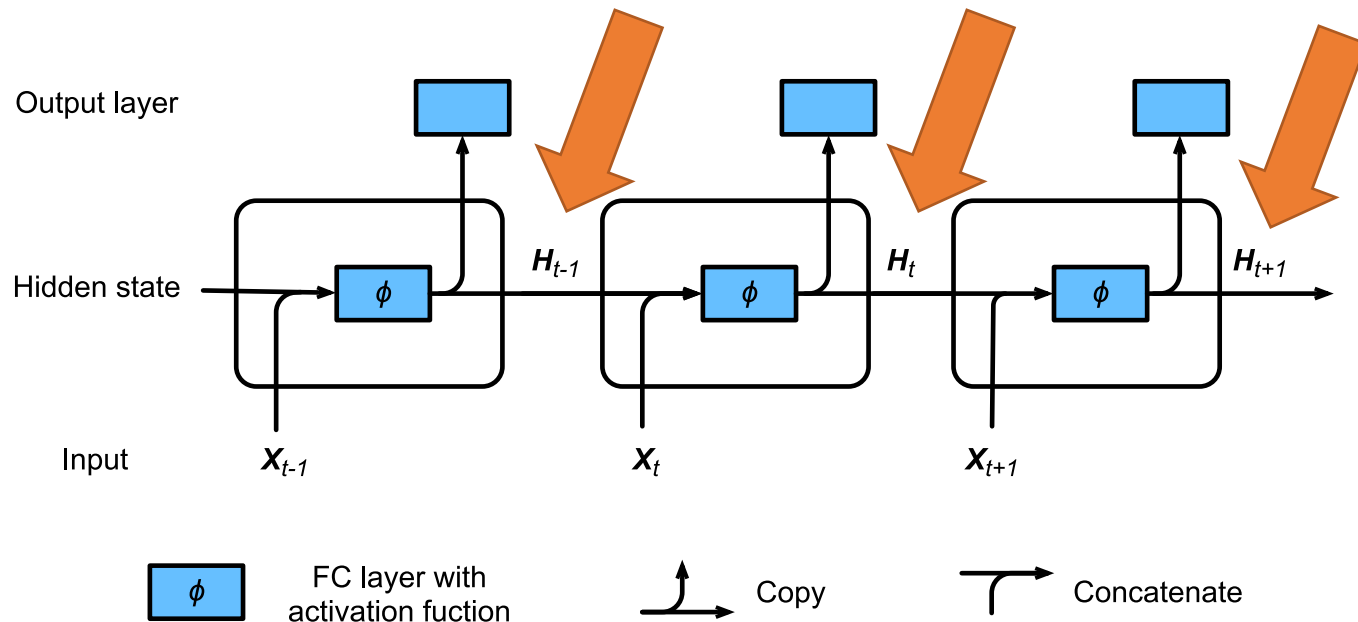 Output layer
Hidden state
ϕ
H_{t-1}
ϕ
H_t
ϕ
H_{t+1}
Input
X_{t-1}
X_t
X_{t+1}
ϕ
FC layer with
activation fuction
Copy
Concatenate